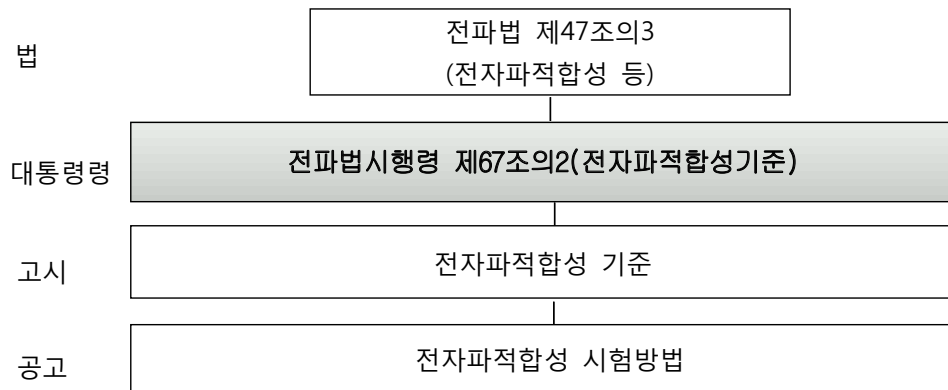 법
전파법 제47조의3
(전자파적합성 등)
대통령령
전파법시행령 제67조의2(전자파적합성기준)
고시
전자파적합성 기준
공고
전자파적합성 시험방법